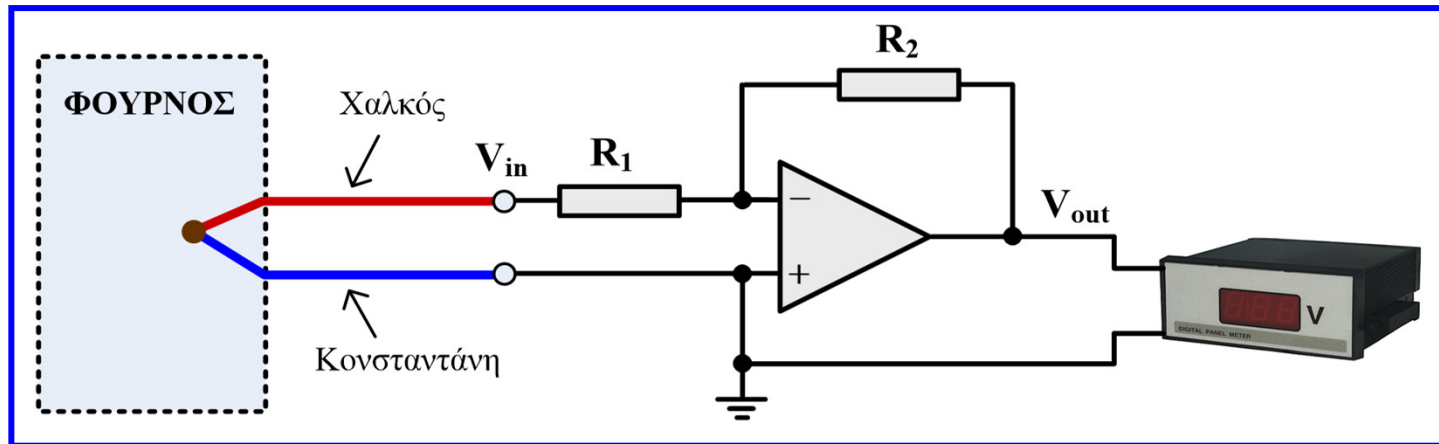 R₂
ΦΟΥΡΝΟΣ
Χαλκός
Vin
R₁
−
Vout
+
V
DIGITAL PANEL METER
Κονσταντάνη